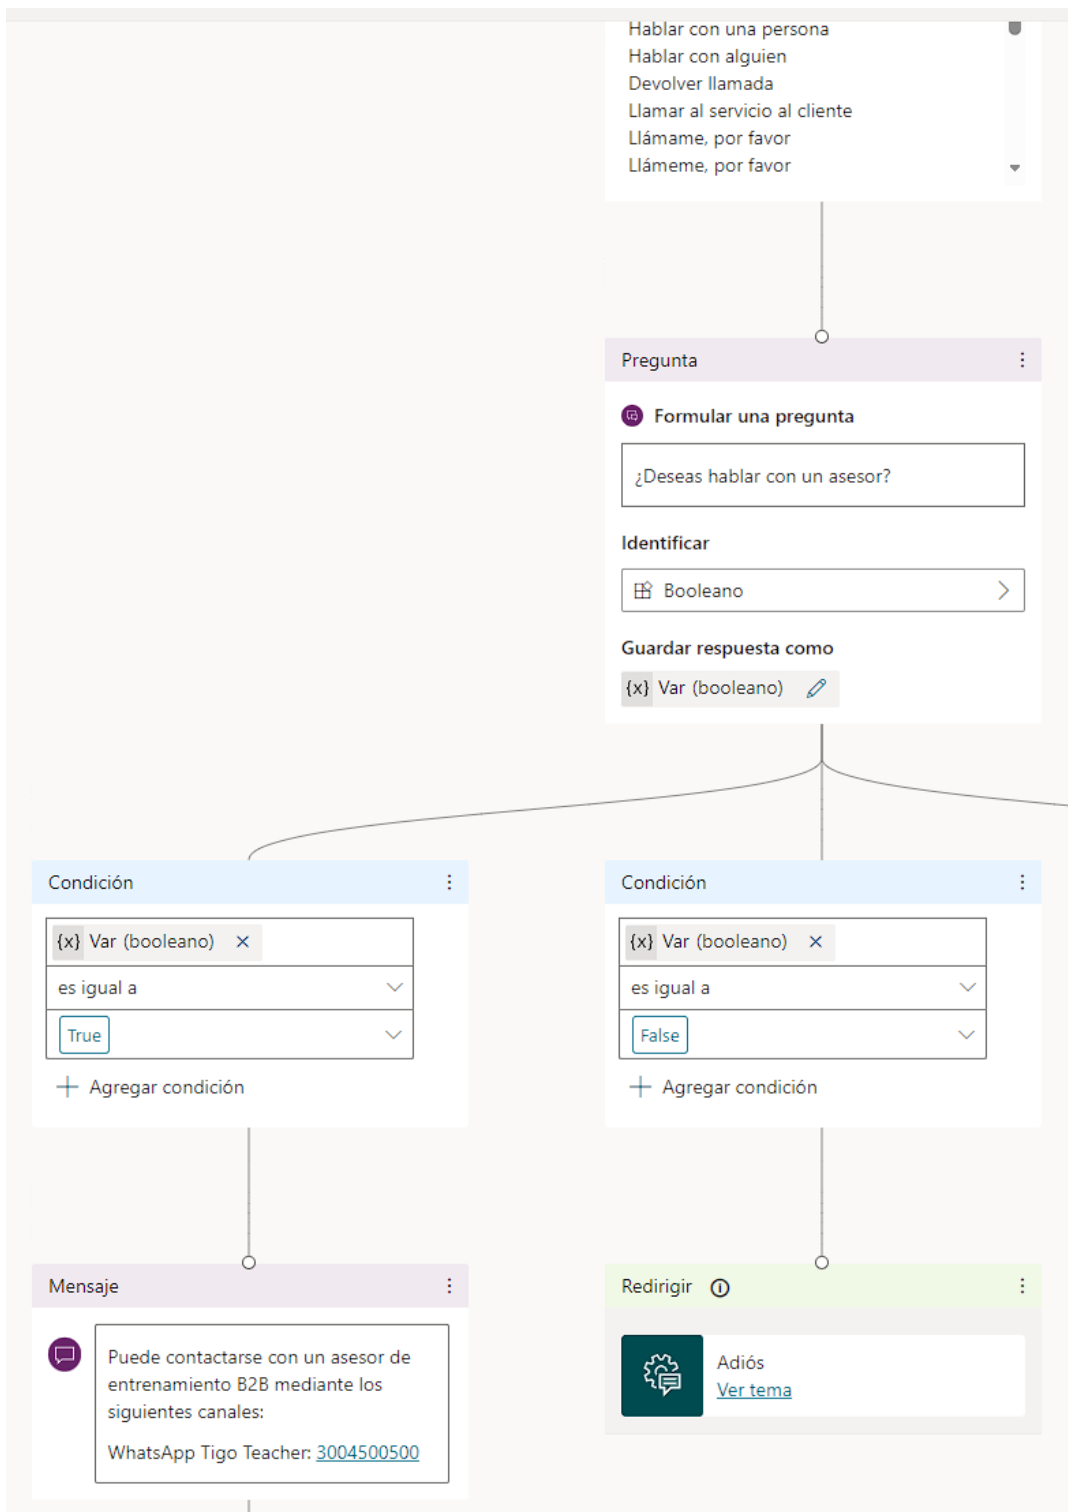 Hablar con una persona
Hablar con alguien
Devolver llamada
Llamar al servicio al cliente
Llámame, por favor
Llámeme, por favor
Pregunta
Formular una pregunta
¿Deseas hablar con un asesor?
Identificar
Booleano
Guardar respuesta como
{x} Var (booleano)
Condición
{x} Var (booleano)
es igual a
True
Agregar condición
Condición
{x} Var (booleano)
es igual a
False
Agregar condición
Mensaje
Puede contactarse con un asesor de
entrenamiento B2B mediante los
siguientes canales:
WhatsApp Tigo Teacher: 3004500500
Redirigir
Adiós
Ver tema